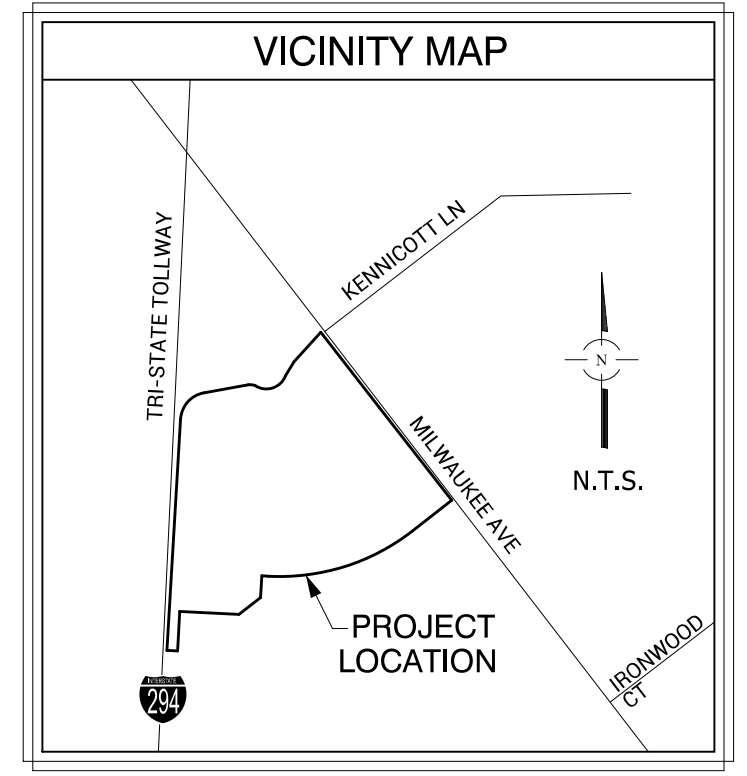 VICINITY MAP
TRI-STATE TOLLWAY
KENNICOTT LN
N
N.T.S.
MILWAUKEE AVE
PROJECT
LOCATION
INTERSTATE
294
IRONWOOD
CT